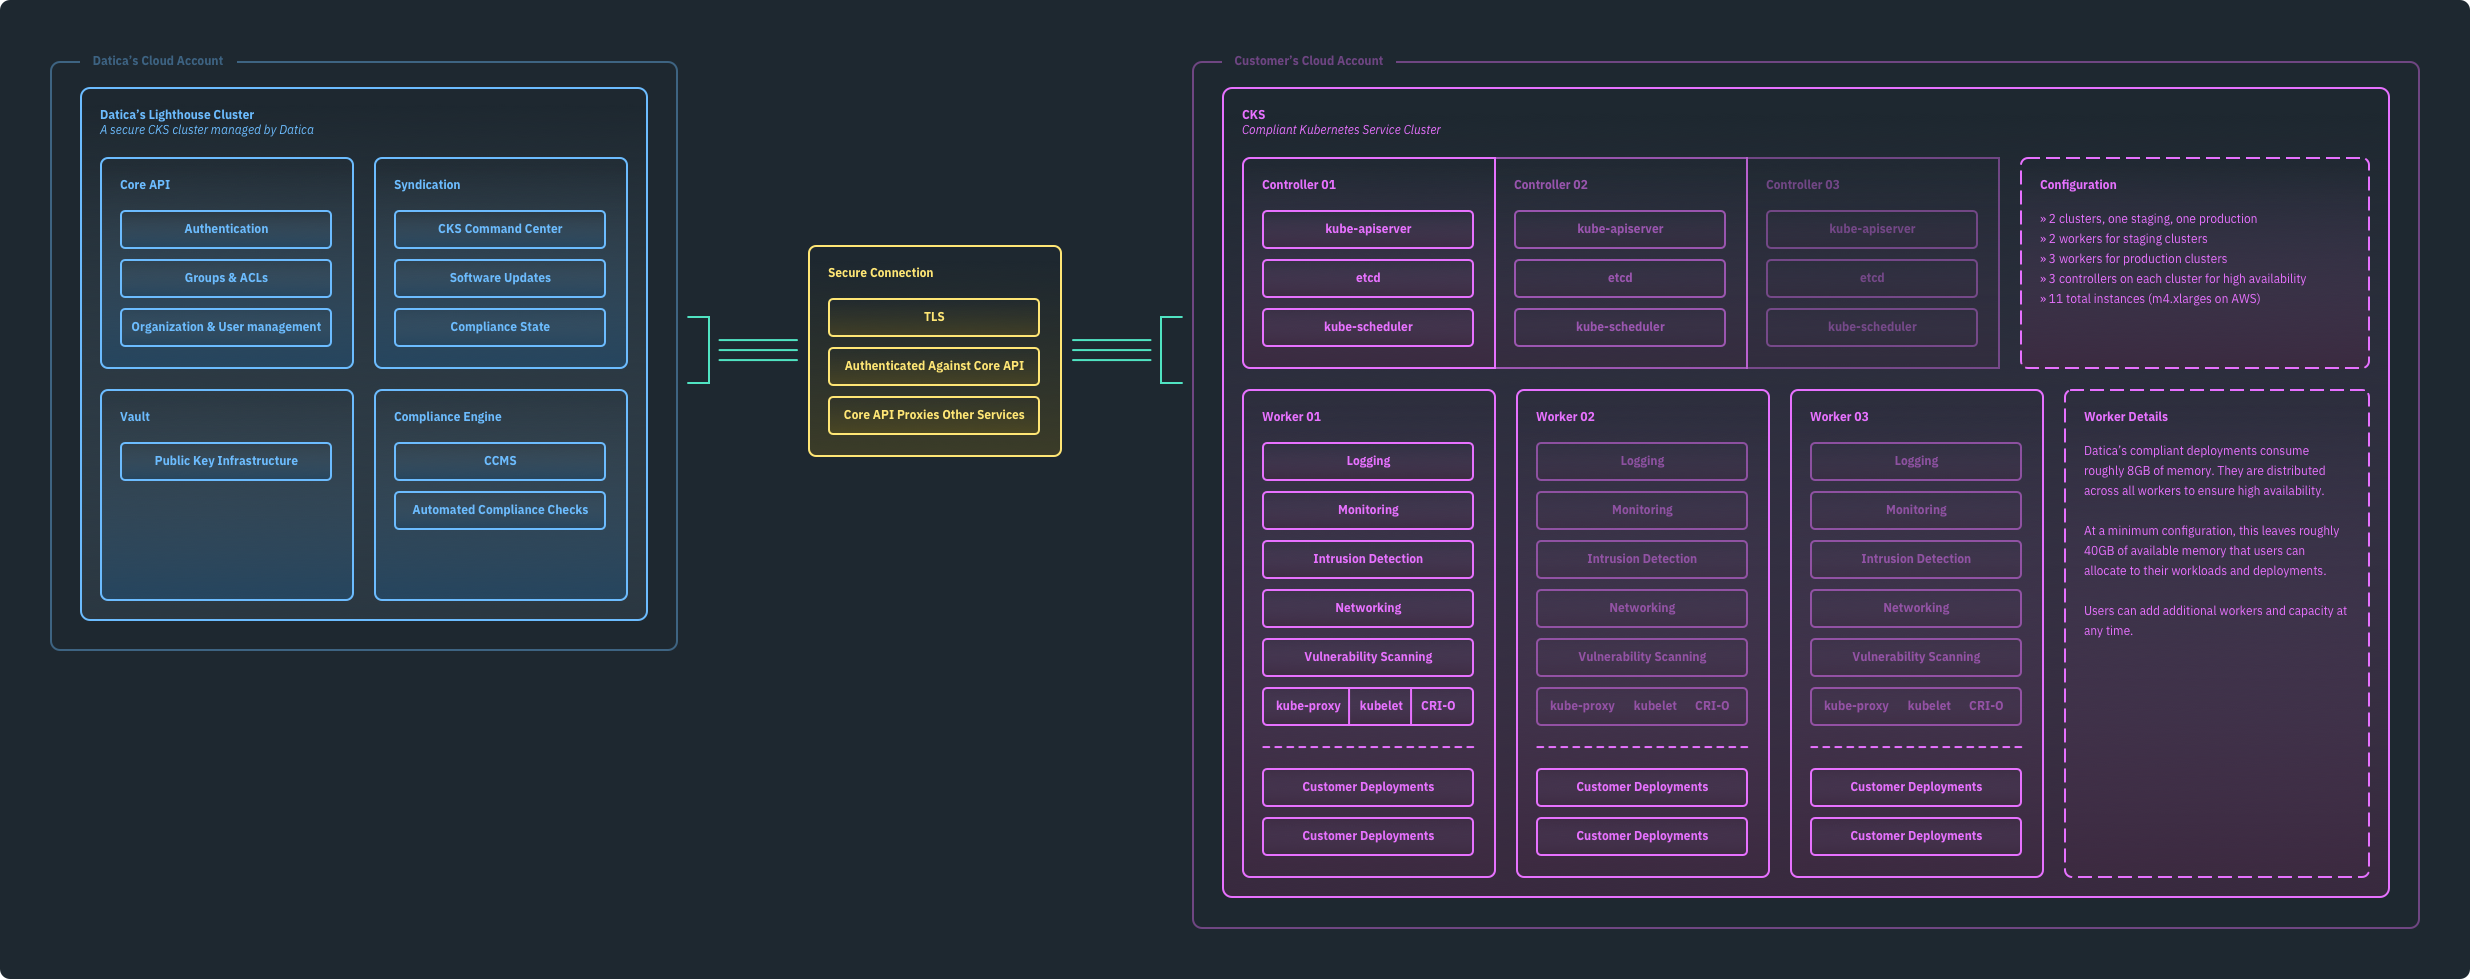 Datica's Cloud Account
Datica's Lighthouse Cluster
A secure CKS cluster managed by Datica
Core API
Authentication
Groups & ACLs
Organization & User management
Syndication
CKS Command Center
Software Updates
Compliance State
Vault
Public Key Infrastructure
Compliance Engine
CCMS
Automated Compliance Checks
Secure Connection
TLS
Authenticated Against Core API
Core API Proxies Other Services
Customer's Cloud Account
CKS
Compliant Kubernetes Service Cluster
Controller 01
kube-apiserver
etcd
kube-scheduler
Controller 02
kube-apiserver
etcd
kube-scheduler
Controller 03
kube-apiserver
etcd
kube-scheduler
Configuration
» 2 clusters, one staging, one production
» 2 workers for staging clusters
» 3 workers for production clusters
» 3 controllers on each cluster for high availability
» 11 total instances (m4.xlarges on AWS)
Worker 01
Logging
Monitoring
Intrusion Detection
Networking
Vulnerability Scanning
kube-proxy kubelet CRI-O
Customer Deployments
Customer Deployments
Worker 02
Logging
Monitoring
Intrusion Detection
Networking
Vulnerability Scanning
kube-proxy kubelet CRI-O
Customer Deployments
Customer Deployments
Worker 03
Logging
Monitoring
Intrusion Detection
Networking
Vulnerability Scanning
kube-proxy kubelet CRI-O
Customer Deployments
Customer Deployments
Worker Details
Datica's compliant deployments consume
roughly 8GB of memory. They are distributed
across all workers to ensure high availability.
At a minimum configuration, this leaves roughly
40GB of available memory that users can
allocate to their workloads and deployments.
Users can add additional workers and capacity at
any time.